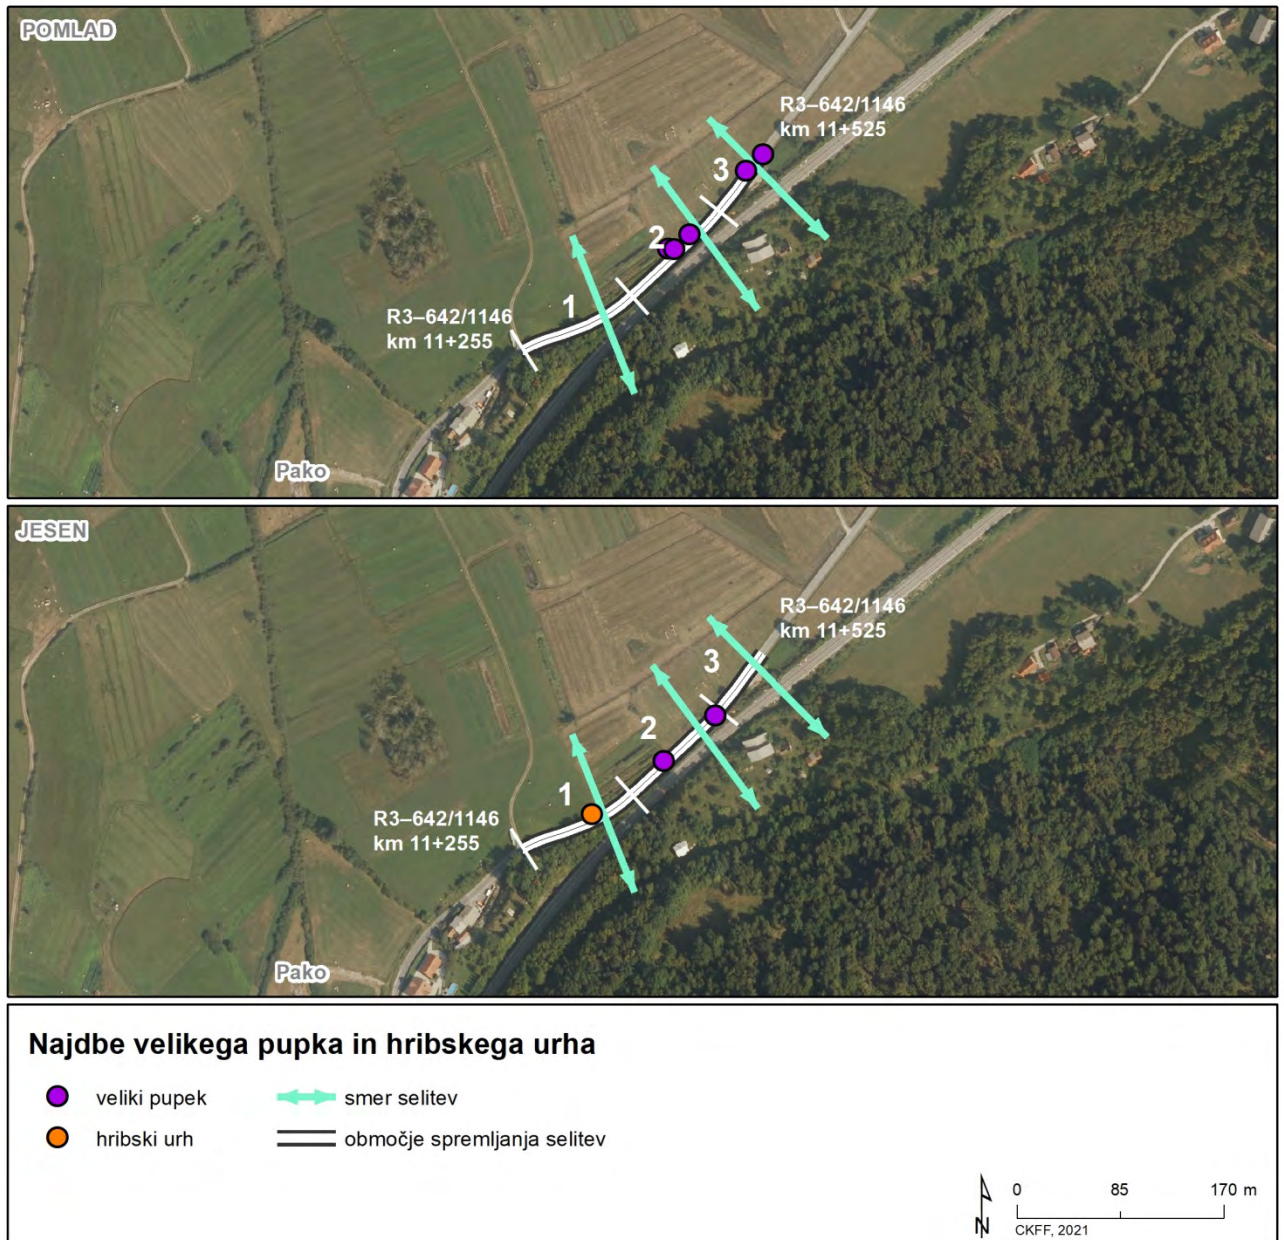 POMLAD
R3–642/1146
km 11+525
3
2
1
R3–642/1146
km 11+255
Pako
JESEN
R3–642/1146
km 11+525
3
2
1
R3–642/1146
km 11+255
Pako
Najdbe velikega pupka in hribskega urha
veliki pupek
smer selitev
hribski urh
območje spremljanja selitev
N
0 85 170 m
CKFF, 2021